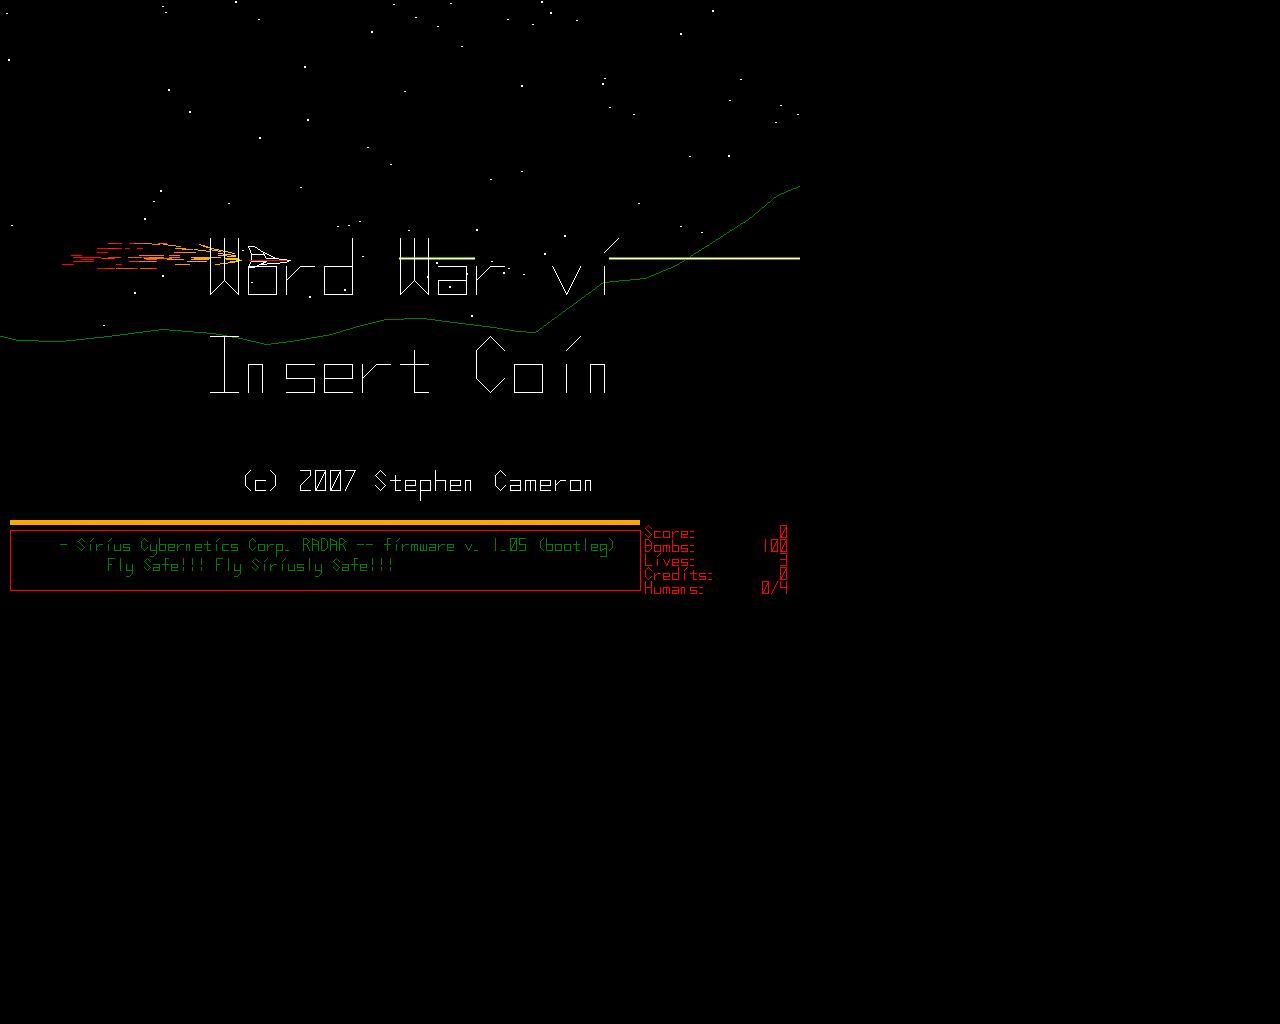 Word War vi
Insert Coin
(c) 2007 Stephen Cameron
- Sirius Cybernetics Corp. RADAR -- firmware v. 1.05 (bootleg)
Fly Safe!!! Fly Siriusly Safe!!!
Score: 0
Bombs: 100
Lives: 3
Credits: 0
Humans: 0/4